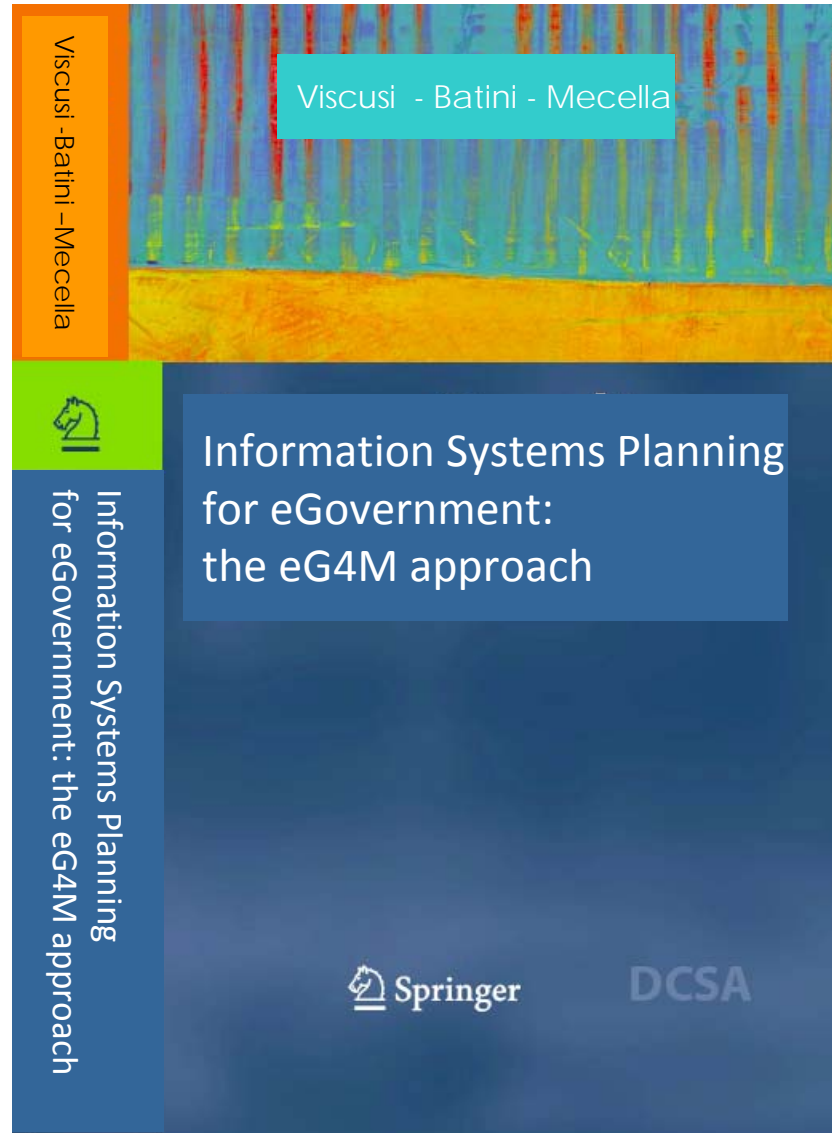 Viscusi -Batini –Mecella
Viscusi - Batini - Mecella
Information Systems Planning
for eGovernment:
the eG4M approach
Information Systems Planning
for eGovernment: the eG4M approach
Springer
DCSA